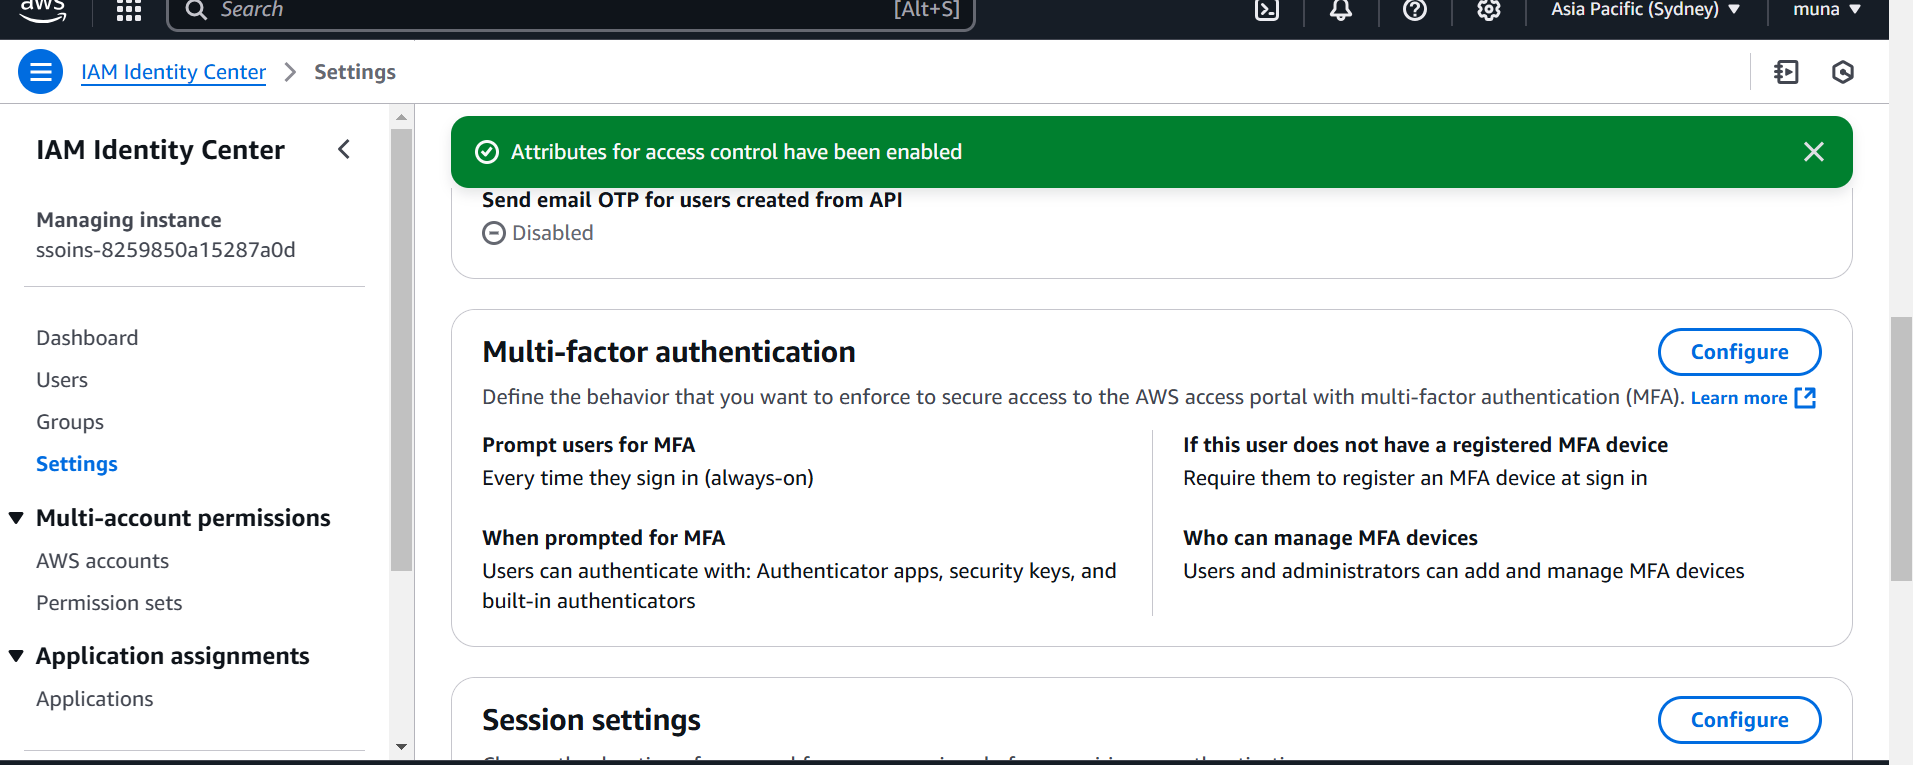 aws
Search
[Alt+S]
Asia Pacific (Sydney)
muna
IAM Identity Center
Settings
IAM Identity Center
Managing instance
ssoins-8259850a15287a0d
Dashboard
Users
Groups
Settings
Multi-account permissions
AWS accounts
Permission sets
Application assignments
Applications
Attributes for access control have been enabled
Send email OTP for users created from API
Disabled
Multi-factor authentication
Configure
Define the behavior that you want to enforce to secure access to the AWS access portal with multi-factor authentication (MFA). Learn more
Prompt users for MFA
Every time they sign in (always-on)
When prompted for MFA
Users can authenticate with: Authenticator apps, security keys, and
built-in authenticators
If this user does not have a registered MFA device
Require them to register an MFA device at sign in
Who can manage MFA devices
Users and administrators can add and manage MFA devices
Session settings
Configure